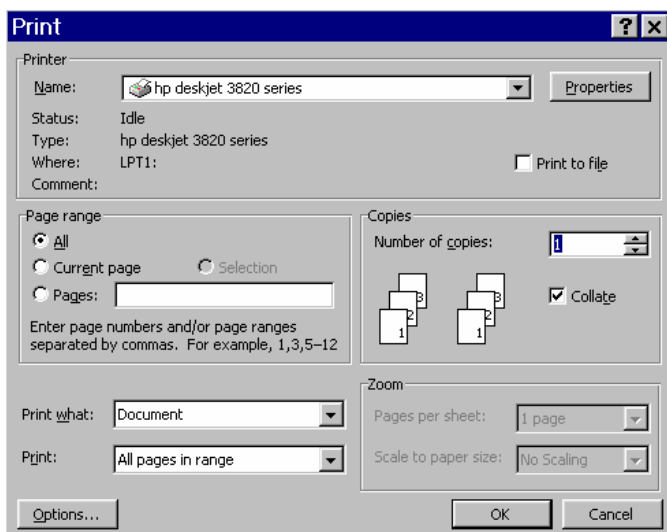 Print
Printer
Name: hp deskjet 3820 series Properties
Status: Idle
Type: hp deskjet 3820 series
Where: LPT1: Print to file
Comment:
Page range
All
Current page Selection
Pages:
Enter page numbers and/or page ranges
separated by commas. For example, 1,3,5–12
Copies
Number of copies: 1
3 3
2 2
1 1
Collate
Print what: Document
Print: All pages in range
Zoom
Pages per sheet: 1 page
Scale to paper size: No Scaling
Options... OK Cancel